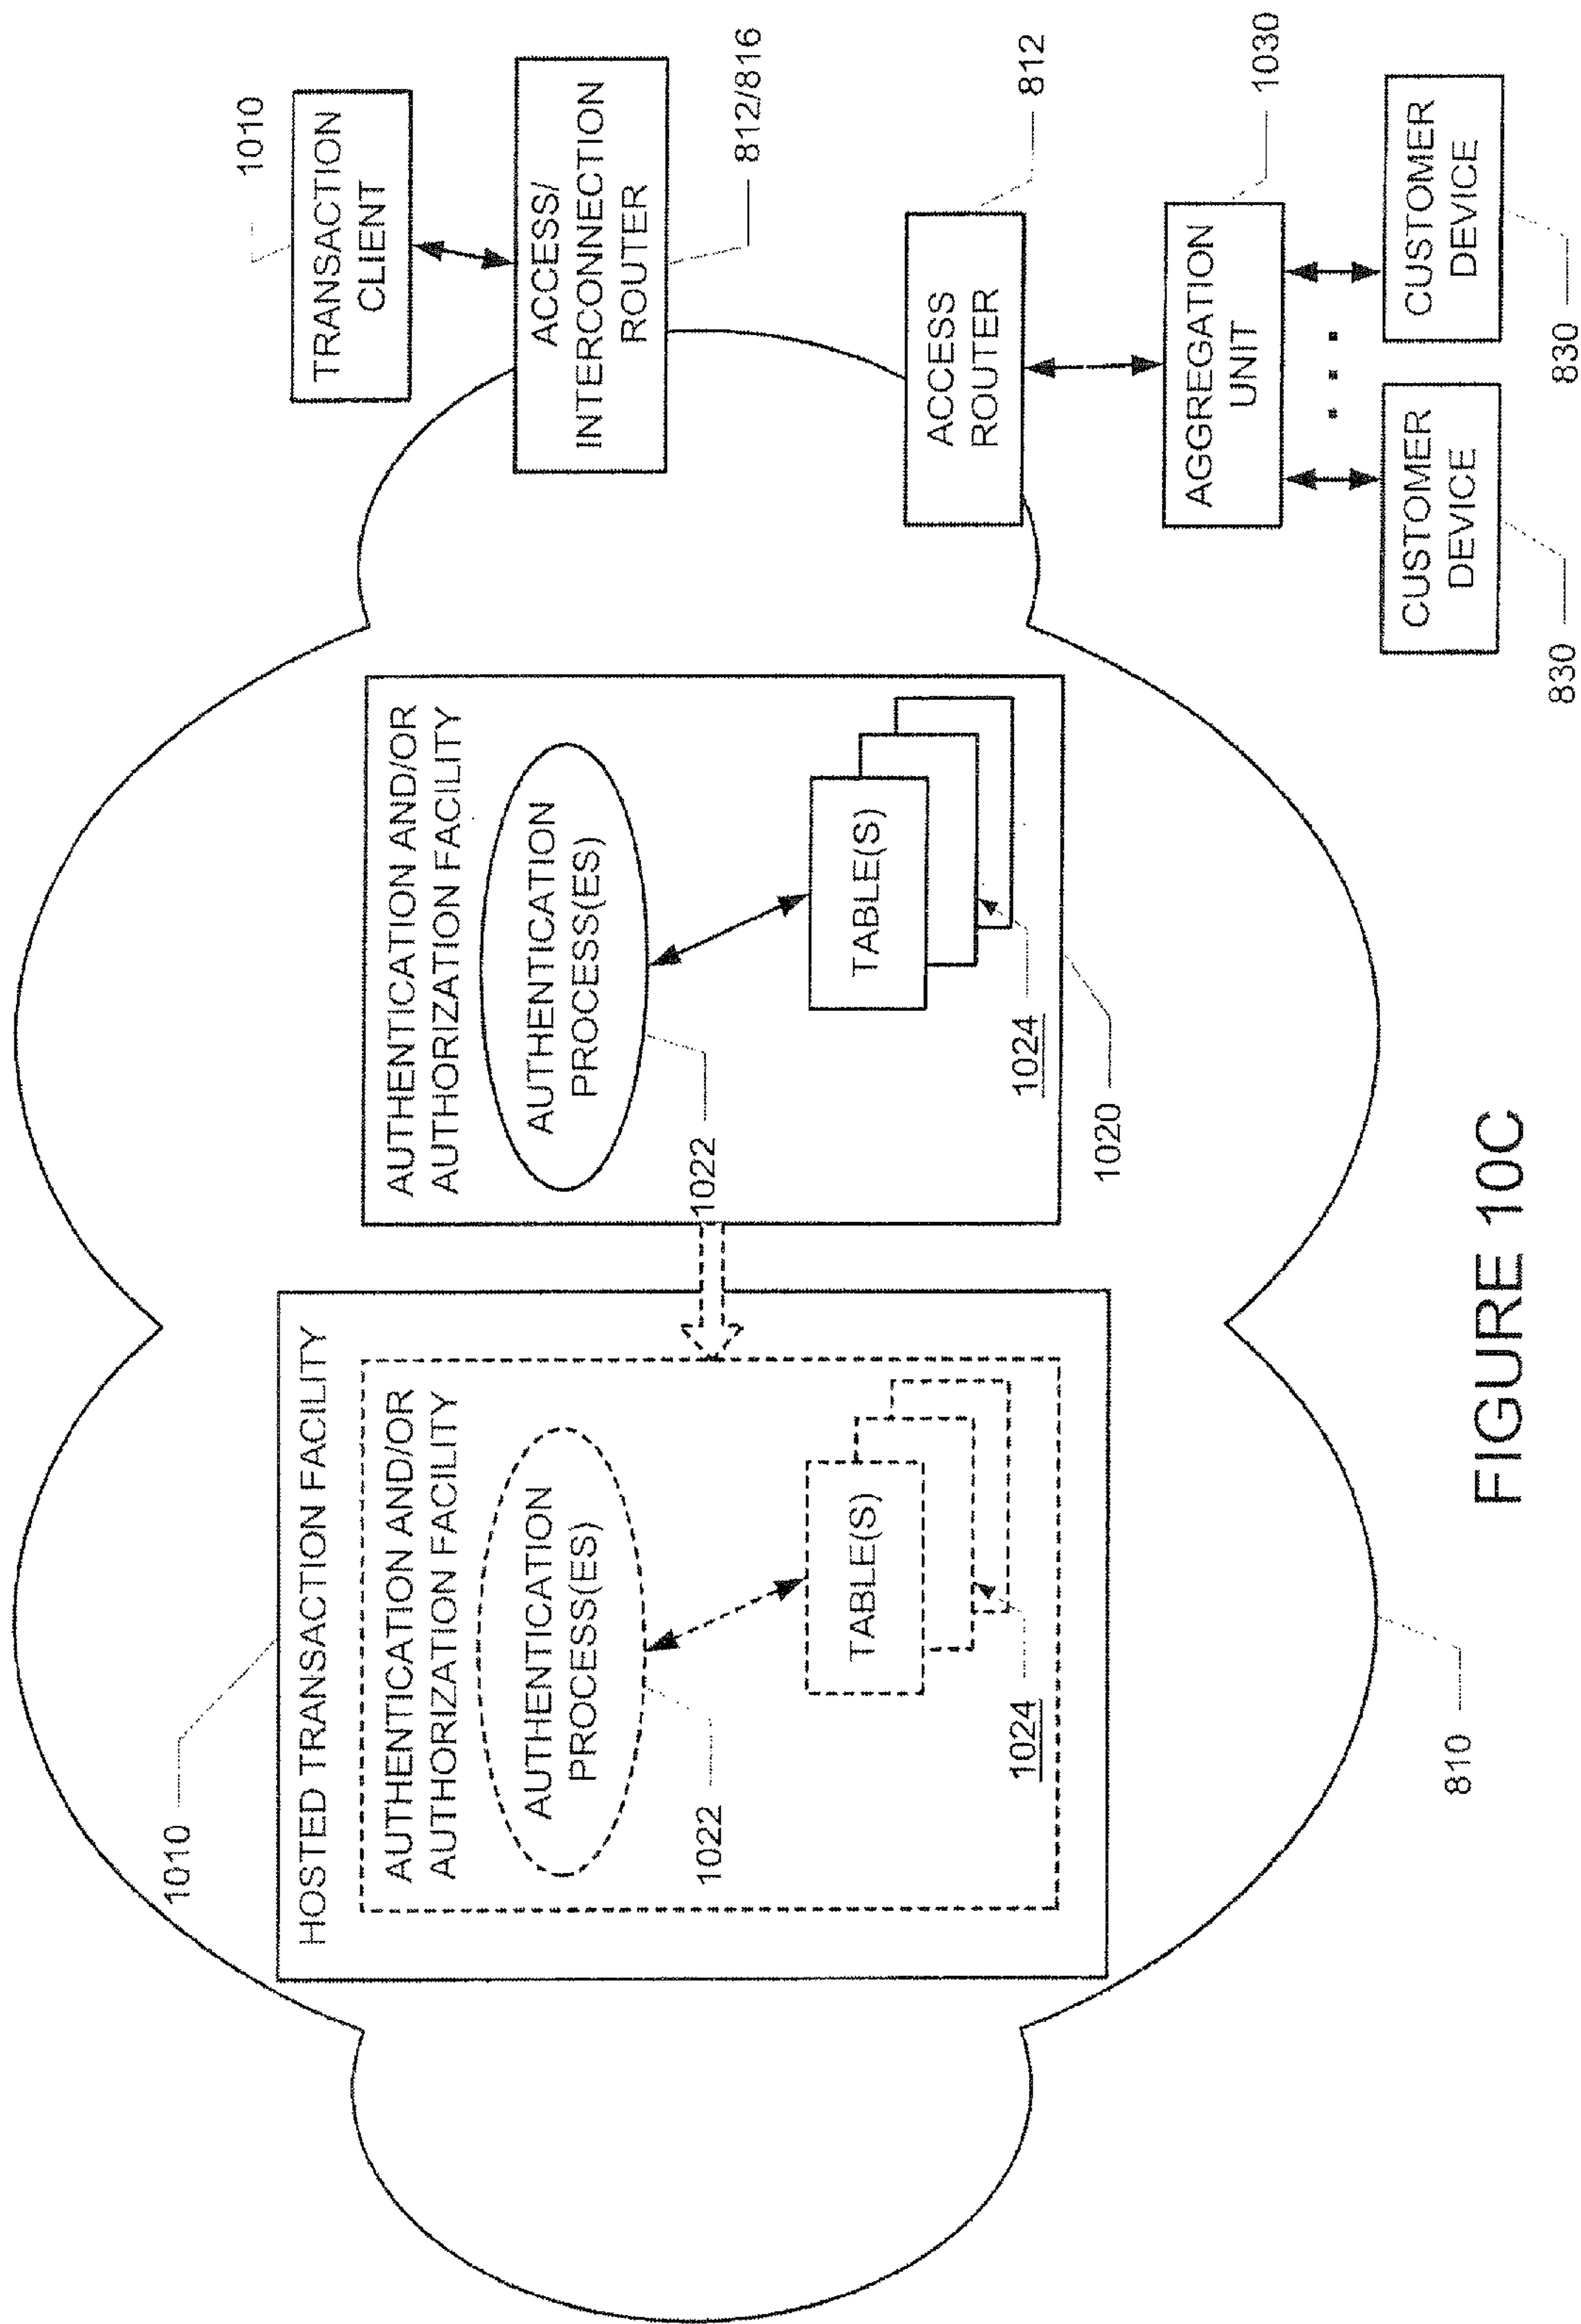 1010
HOSTED TRANSACTION FACILITY
AUTHENTICATION AND/OR
AUTHORIZATION FACILITY
AUTHENTICATION
PROCESS(ES)
1022
TABLE(S)
1024
AUTHENTICATION AND/OR
AUTHORIZATION FACILITY
AUTHENTICATION
PROCESS(ES)
1022
TABLE(S)
1024
1020
1010
TRANSACTION
CLIENT
ACCESS/
INTERCONNECTION
ROUTER
812/816
ACCESS
ROUTER
812
AGGREGATION
UNIT
1030
CUSTOMER
DEVICE
830
CUSTOMER
DEVICE
830
810
FIGURE 10C